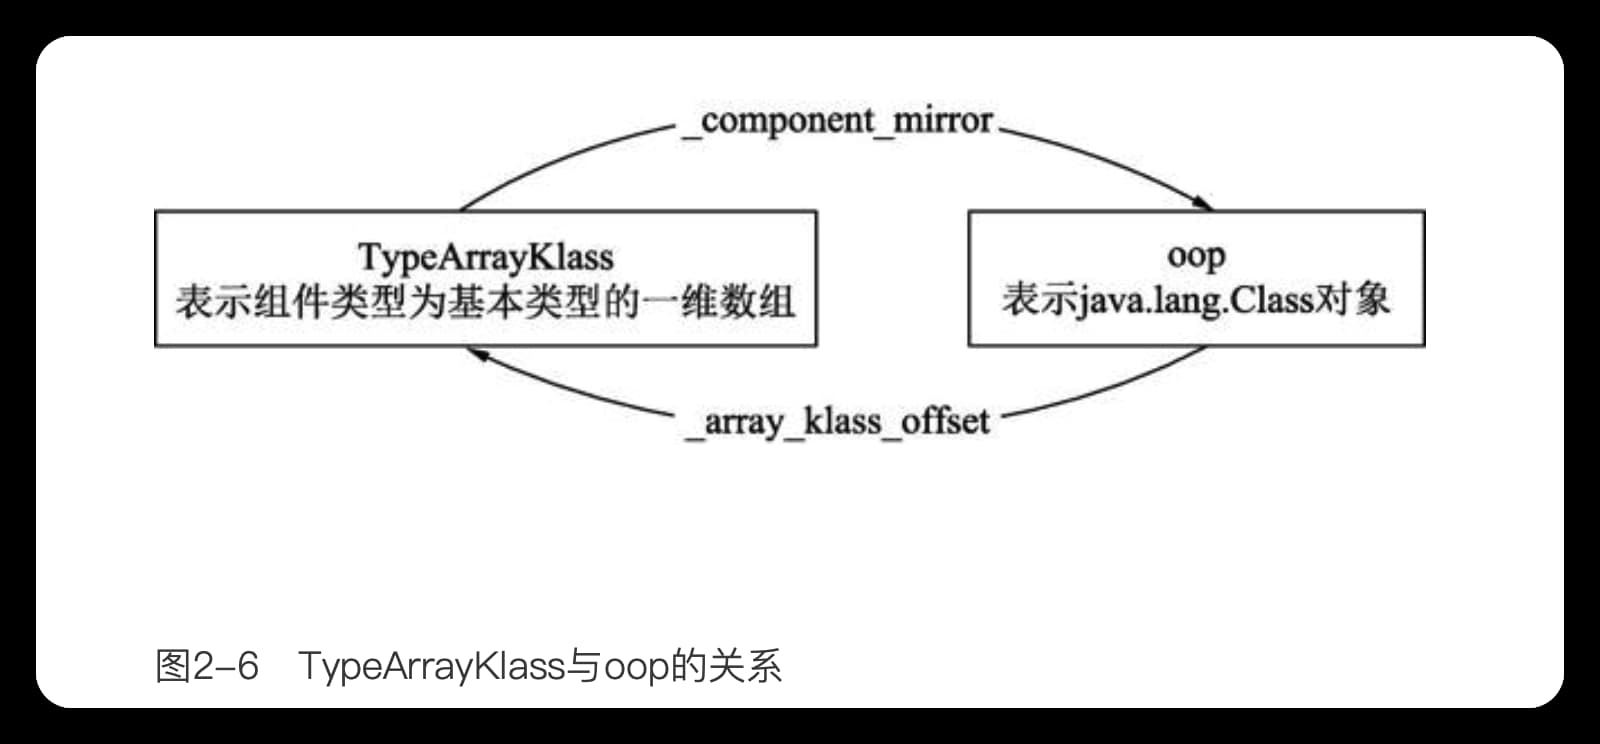 _component_mirror
TypeArrayKlass
表示组件类型为基本类型的一维数组
oop
表示java.lang.Class对象
_array_klass_offset
图2-6　TypeArrayKlass与oop的关系